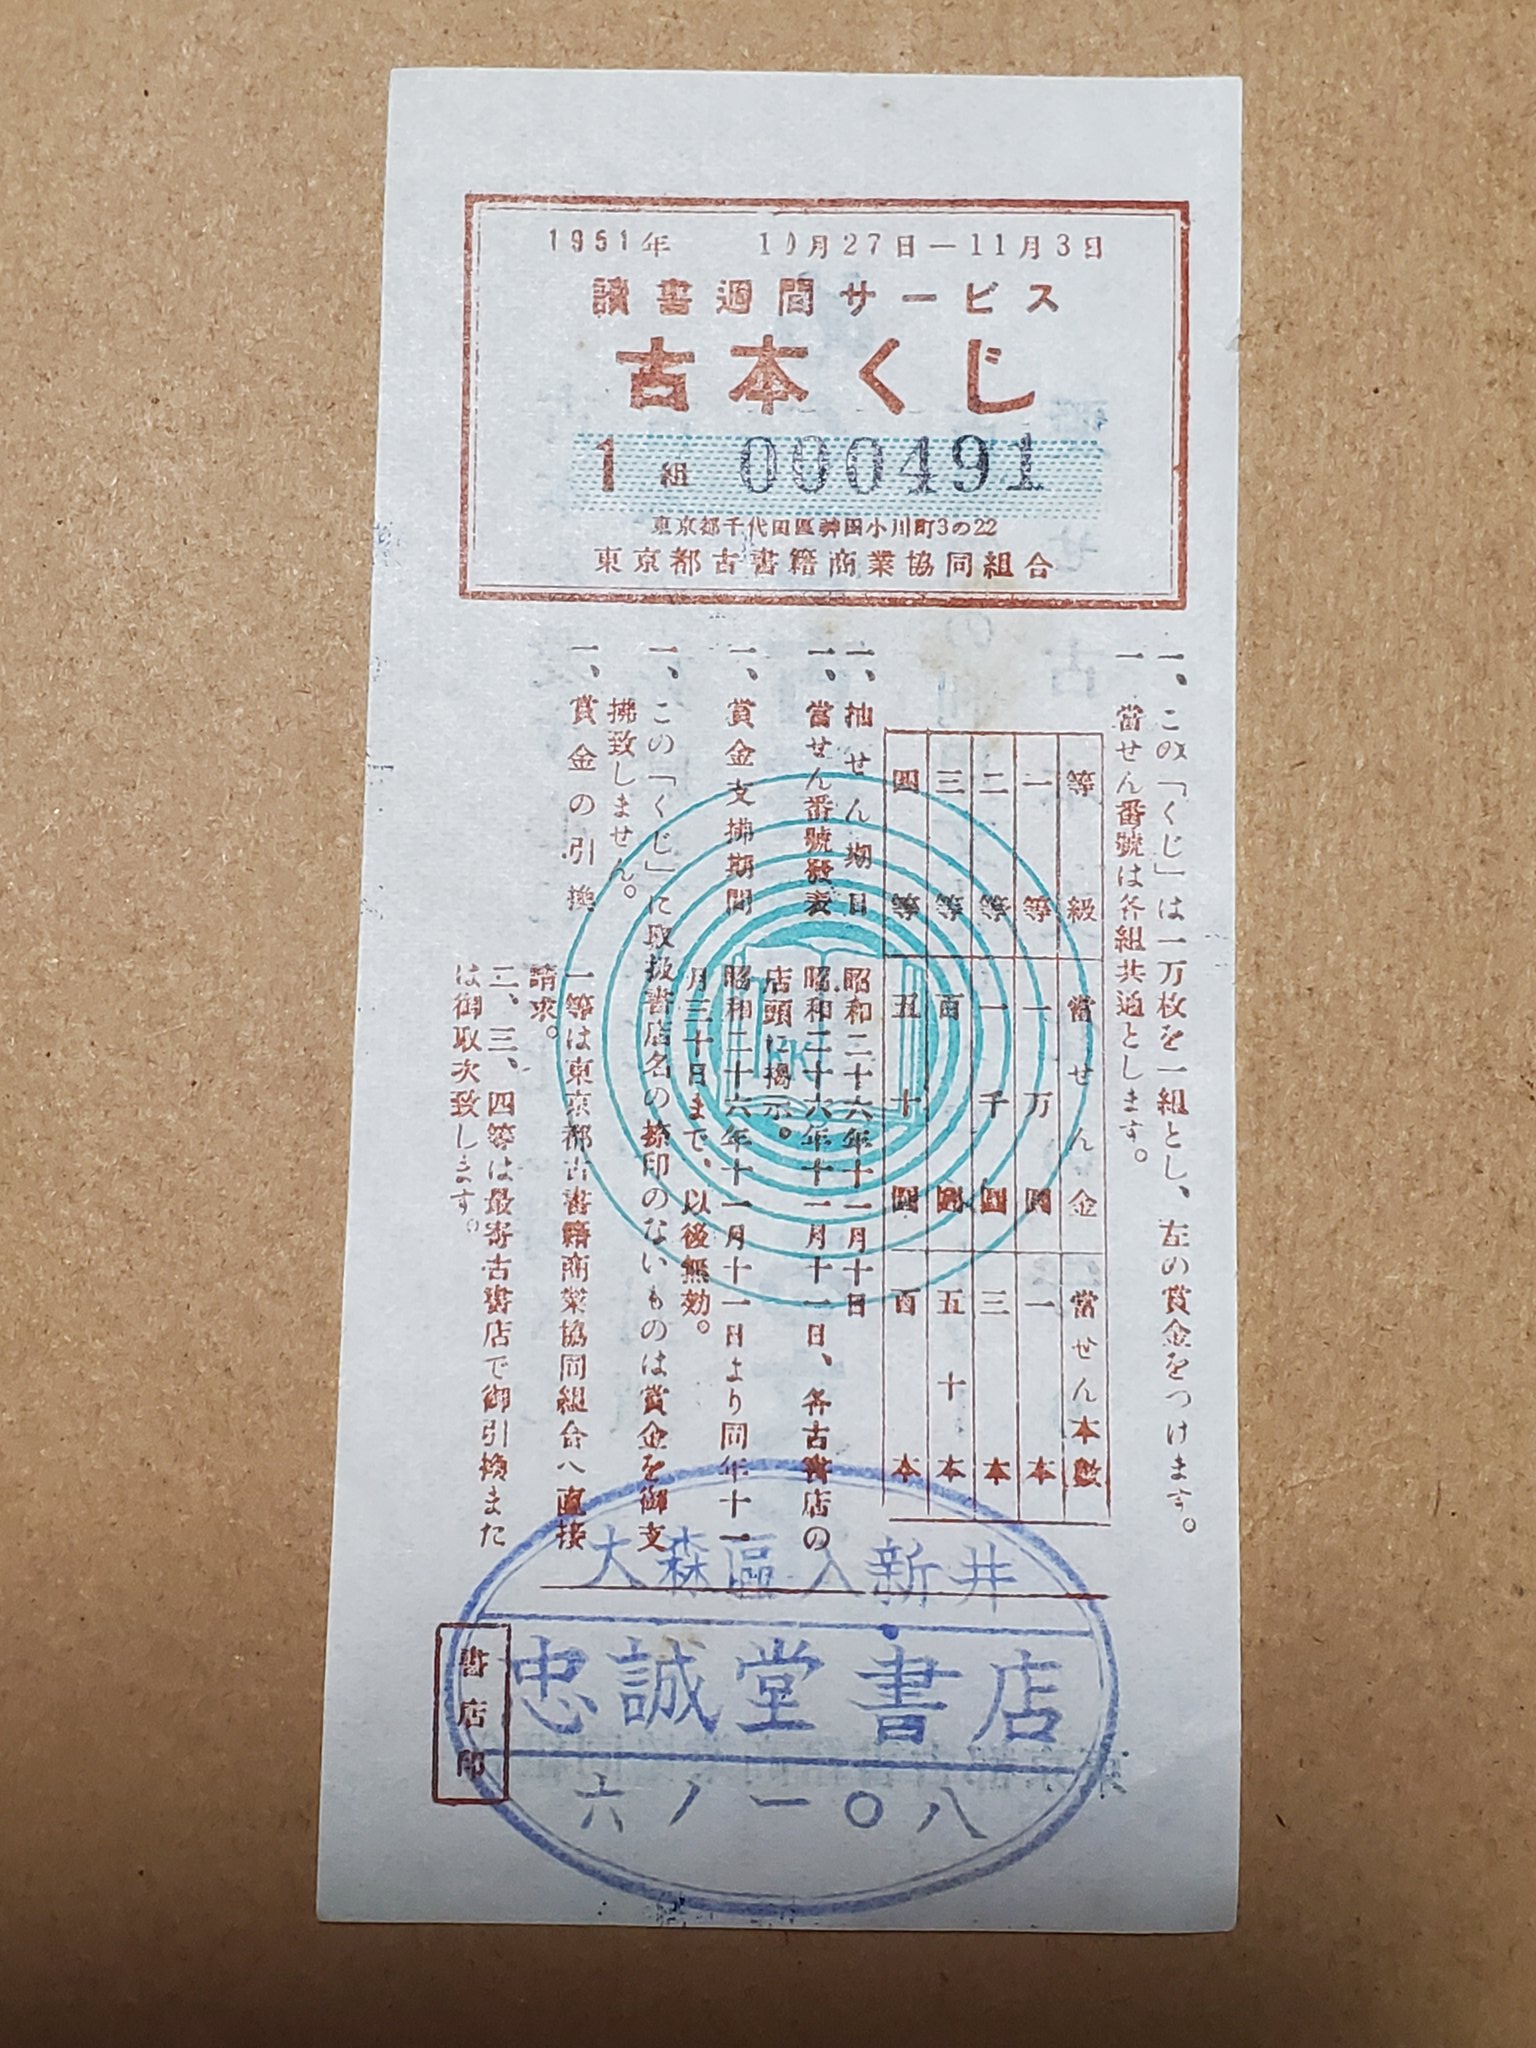 1951年　10月27日—11月3日
讀書週間サービス
古本くじ
1組 000491
東京都千代田區神田小川町3の22
東京都古書籍商業協同組合
一、この「くじ」は一万枚を一組とし、左の賞金をつけます。
一、當せん番號は各組共通とします。
等級　當せん金　當せん本數
一等　一万圓　一本
二等　一千圓　三本
三等　百圓　五十本
四等　五十圓　百本
一、抽せん期日　昭和二十六年十一月十日
一、當せん番號發表　昭和二十六年十一月十一日、各古書店の
店頭に揭示。
一、賞金支拂期間　昭和二十六年十一月十一日より同年十一
月三十日まで、以後無効。
一、この「くじ」に取扱書店名の捺印のないものは賞金を御支
拂致しません。
一、賞金の引換　一等は東京都古書籍商業協同組合へ直接
請求。
二、三、四等は最寄古書店で御引換また
は御取次致します。
書店印
大森區入新井
忠誠堂書店
六ノ一〇八